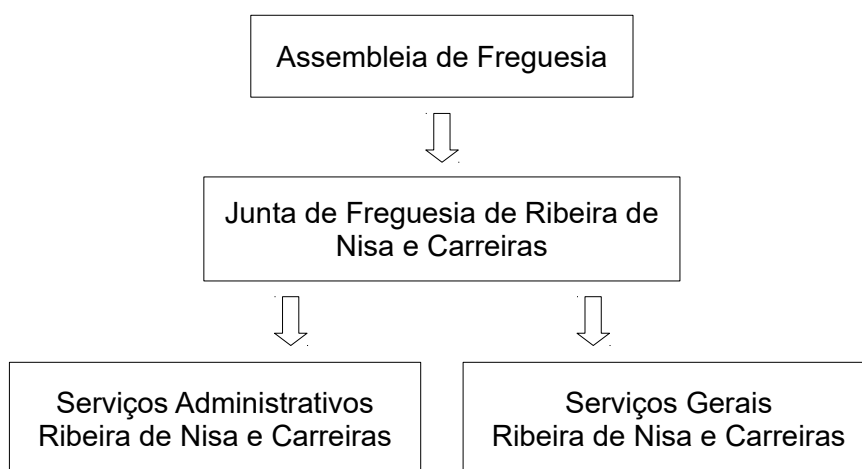 Assembleia de Freguesia
Junta de Freguesia de Ribeira de
Nisa e Carreiras
Serviços Administrativos
Ribeira de Nisa e Carreiras
Serviços Gerais
Ribeira de Nisa e Carreiras